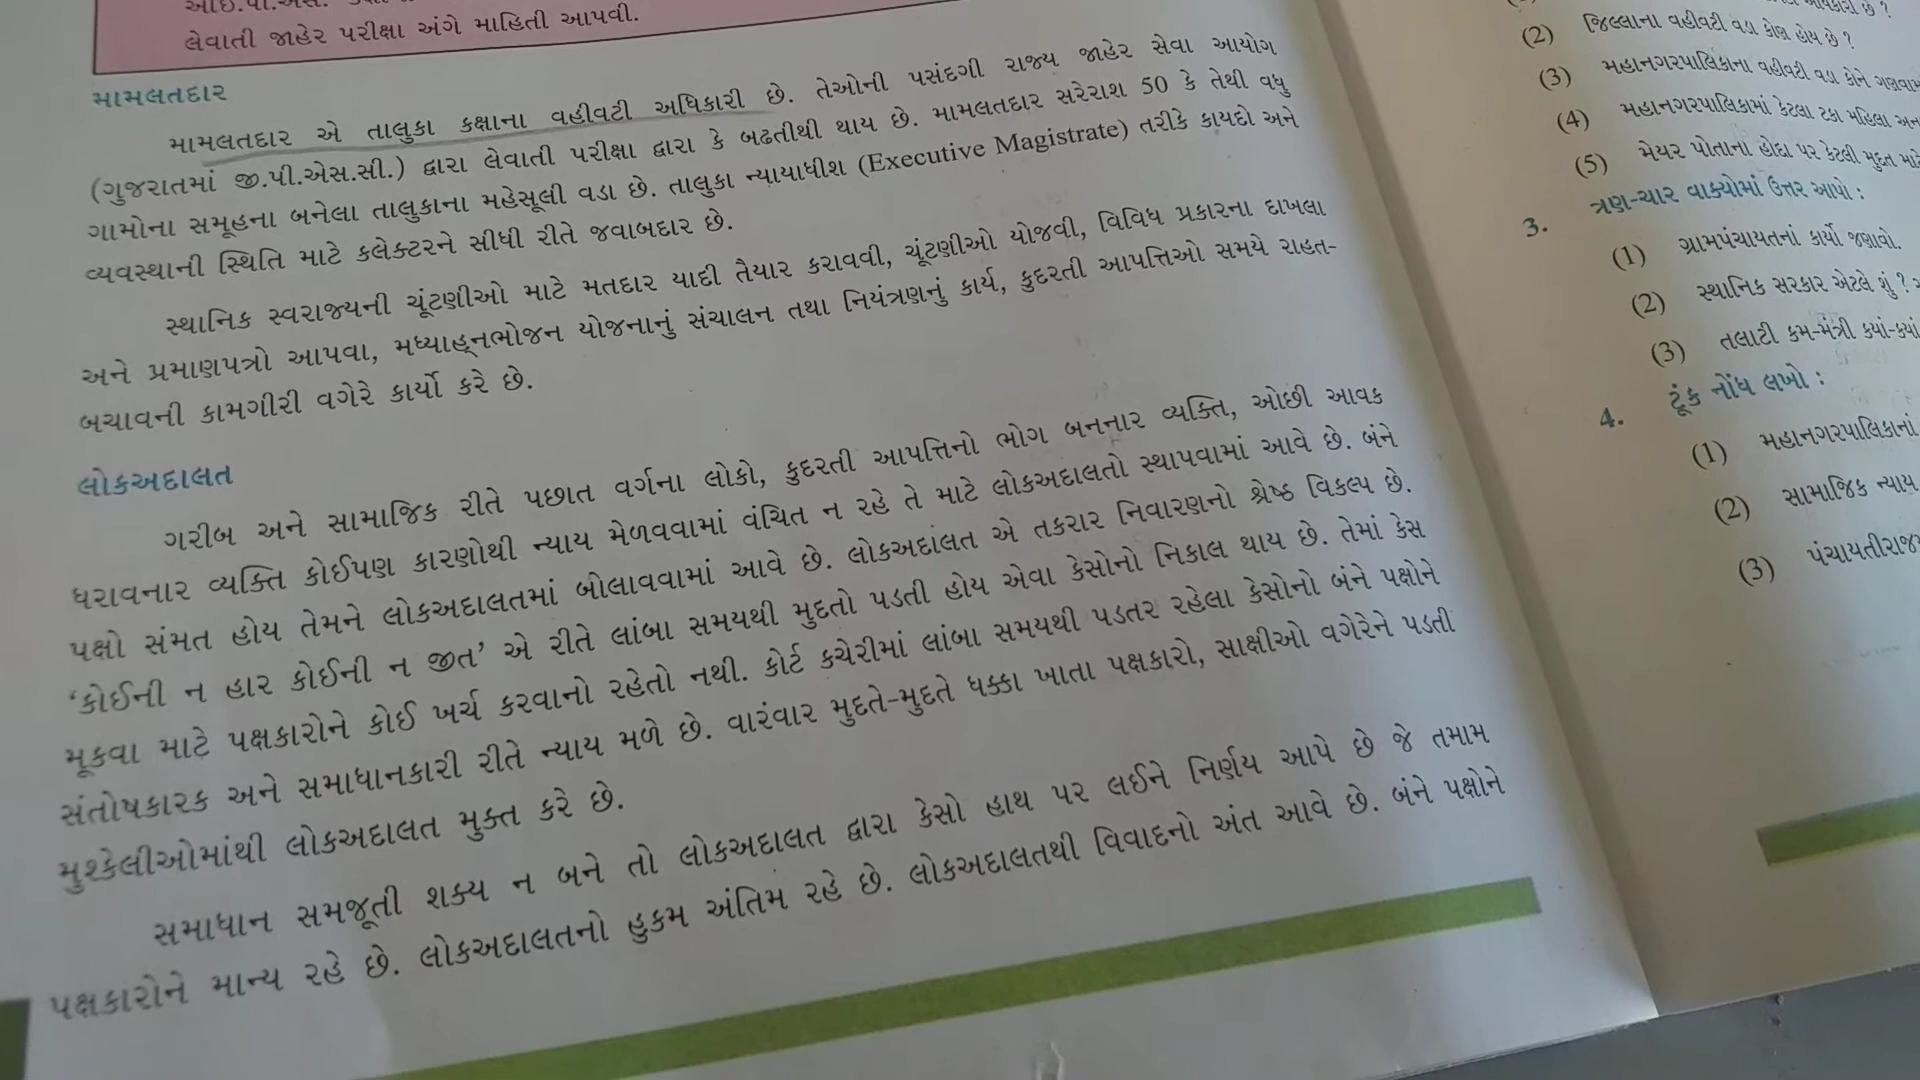 લેવાતી જાહેર પરીક્ષા અંગે માહિતી આપવી.
મામલતદાર
મામલતદાર એ તાલુકા કક્ષાના વહીવટી અધિકારી છે. તેઓની પસંદગી રાજ્ય જાહેર સેવા આયોગ
(ગુજરાતમાં જી.પી.એસ.સી.) દ્વારા લેવાતી પરીક્ષા દ્વારા કે બઢતીથી થાય છે. મામલતદાર સરેરાશ 50 કે તેથી વધુ
ગામોના સમૂહના બનેલા તાલુકાના મહેસૂલી વડા છે. તાલુકા ન્યાયાધીશ (Executive Magistrate) તરીકે કાયદો અને
વ્યવસ્થાની સ્થિતિ માટે કલેક્ટરને સીધી રીતે જવાબદાર છે.
સ્થાનિક સ્વરાજ્યની ચૂંટણીઓ માટે મતદાર યાદી તૈયાર કરાવવી, ચૂંટણીઓ યોજવી, વિવિધ પ્રકારના દાખલા
અને પ્રમાણપત્રો આપવા, મધ્યાહ્નભોજન યોજનાનું સંચાલન તથા નિયંત્રણનું કાર્ય, કુદરતી આપત્તિઓ સમયે રાહત-
બચાવની કામગીરી વગેરે કાર્યો કરે છે.
લોકઅદાલત
ગરીબ અને સામાજિક રીતે પછાત વર્ગના લોકો, કુદરતી આપત્તિનો ભોગ બનનાર વ્યક્તિ, ઓછી આવક
ધરાવનાર વ્યક્તિ કોઈપણ કારણોથી ન્યાય મેળવવામાં વંચિત ન રહે તે માટે લોકઅદાલતો સ્થાપવામાં આવે છે. બંને
પક્ષો સંમત હોય તેમને લોકઅદાલતમાં બોલાવવામાં આવે છે. લોકઅદાલત એ તકરાર નિવારણનો શ્રેષ્ઠ વિકલ્પ છે.
‘કોઈની ન હાર કોઈની ન જીત’ એ રીતે લાંબા સમયથી મુદતો પડતી હોય એવા કેસોનો નિકાલ થાય છે. તેમાં કેસ
મૂકવા માટે પક્ષકારોને કોઈ ખર્ચ કરવાનો રહેતો નથી. કોર્ટ કચેરીમાં લાંબા સમયથી પડતર રહેલા કેસોનો બંને પક્ષોને
સંતોષકારક અને સમાધાનકારી રીતે ન્યાય મળે છે. વારંવાર મુદતે-મુદતે ધક્કા ખાતા પક્ષકારો, સાક્ષીઓ વગેરેને પડતી
મુશ્કેલીઓમાંથી લોકઅદાલત મુક્ત કરે છે.
સમાધાન સમજૂતી શક્ય ન બને તો લોકઅદાલત દ્વારા કેસો હાથ પર લઈને નિર્ણય આપે છે જે તમામ
પક્ષકારોને માન્ય રહે છે. લોકઅદાલતનો હુકમ અંતિમ રહે છે. લોકઅદાલતથી વિવાદનો અંત આવે છે. બંને પક્ષોને
(2) જિલ્લાના વહીવટી વડા કોણ હોય છે ?
(3) મહાનગરપાલિકાના વહીવટી વડા કોને
(4) મહાનગરપાલિકામાં કેટલા ટકા મહિલા
(5) મેયર પોતાના હોદ્દા પર કેટલી મુદત
3. ત્રણ-ચાર વાક્યોમાં ઉત્તર આપો :
(1) ગ્રામપંચાયતનાં કાર્યો જણાવો.
(2) સ્થાનિક સરકાર એટલે શું ?
(3) તલાટી કમ-મંત્રી કયાં-કયાં
4. ટૂંક નોંધ લખો :
(1) મહાનગરપાલિકાનાં
(2) સામાજિક ન્યાય
(3) પંચાયતીરાજ